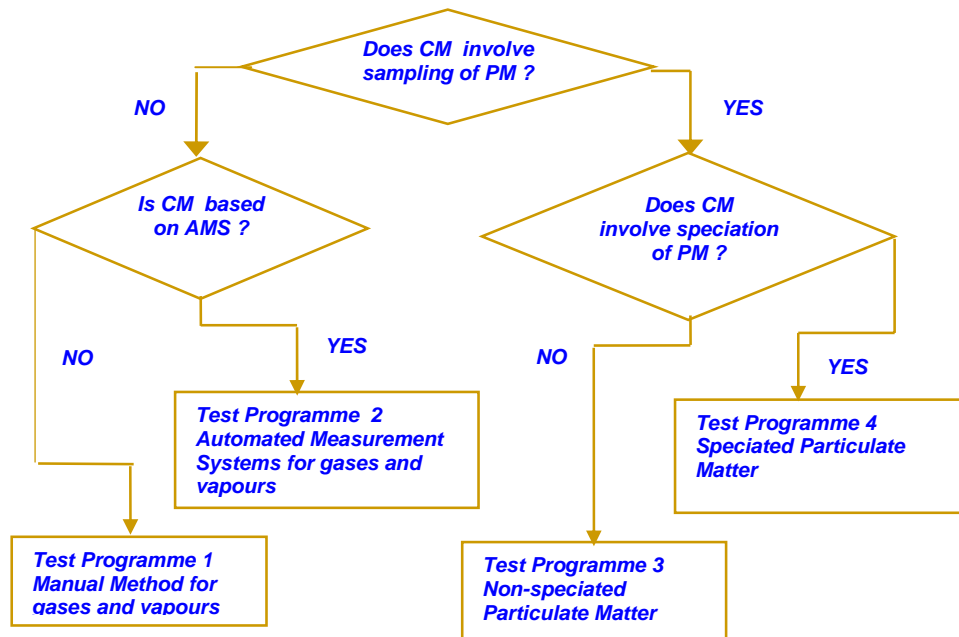 Does CM involve
sampling of PM ?
NO
YES
Is CM based
on AMS ?
Does CM
involve speciation
of PM ?
NO
YES
NO
YES
Test Programme 2
Automated Measurement
Systems for gases and
vapours
Test Programme 4
Speciated Particulate
Matter
Test Programme 1
Manual Method for
gases and vapours
Test Programme 3
Non-speciated
Particulate Matter